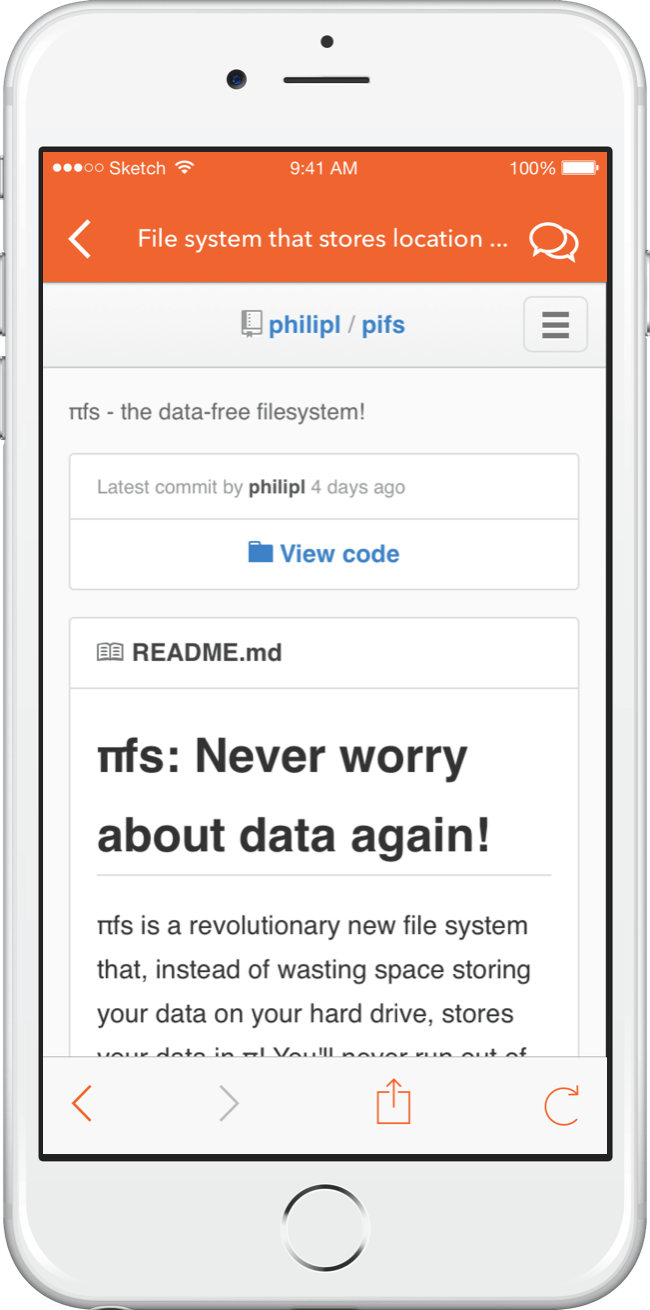 Sketch 9:41 AM 100%
File system that stores location ...
philipl / pifs
πfs - the data-free filesystem!
Latest commit by philipl 4 days ago
View code
README.md
πfs: Never worry
about data again!
πfs is a revolutionary new file system
that, instead of wasting space storing
your data on your hard drive, stores
your data in π! You'll never run out of